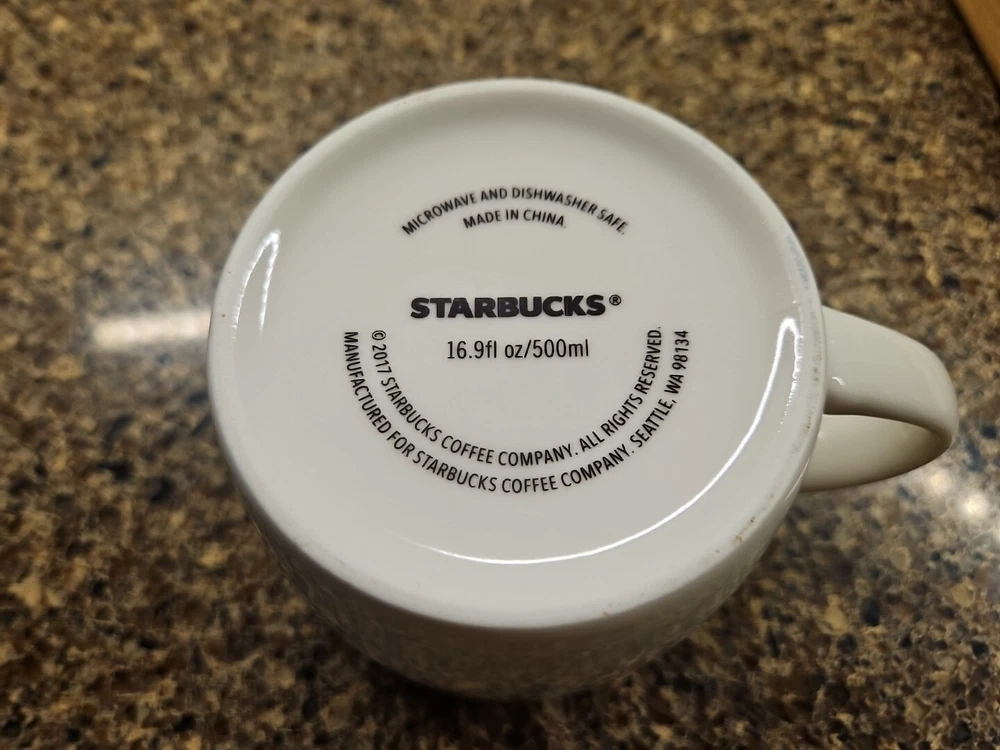 MICROWAVE AND DISHWASHER SAFE.
MADE IN CHINA.
STARBUCKS®
16.9fl oz/500ml
© 2017 STARBUCKS COFFEE COMPANY. ALL RIGHTS RESERVED.
MANUFACTURED FOR STARBUCKS COFFEE COMPANY. SEATTLE, WA 98134